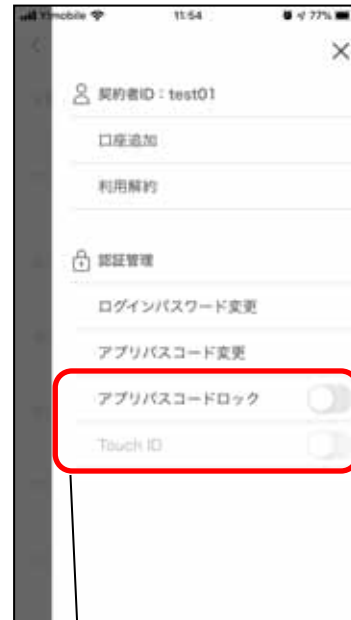 Y!mobile 11:54 77%
契約者ID：test01
口座追加
利用解約
認証管理
ログインパスワード変更
アプリパスコード変更
アプリパスコードロック
Touch ID